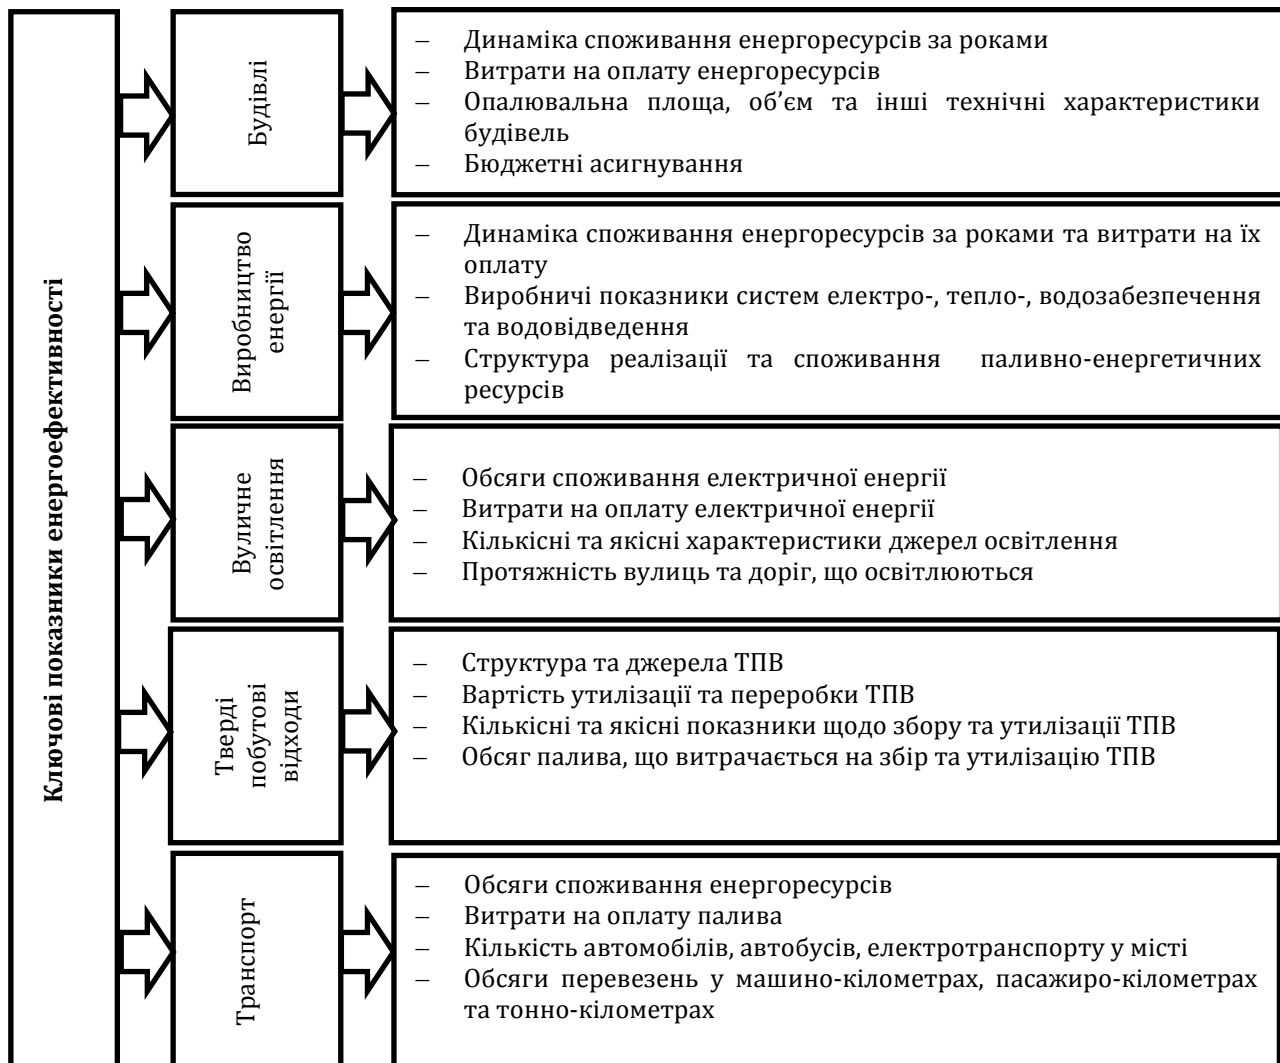 Ключові показники енергоефективності
Будівлі
– Динаміка споживання енергоресурсів за роками
– Витрати на оплату енергоресурсів
– Опалювальна площа, об’єм та інші технічні характеристики
будівель
– Бюджетні асигнування
Виробництво
енергії
– Динаміка споживання енергоресурсів за роками та витрати на їх
оплату
– Виробничі показники систем електро-, тепло-, водозабезпечення
та водовідведення
– Структура реалізації та споживання паливно-енергетичних
ресурсів
Вуличне
освітлення
– Обсяги споживання електричної енергії
– Витрати на оплату електричної енергії
– Кількісні та якісні характеристики джерел освітлення
– Протяжність вулиць та доріг, що освітлюються
Тверді
побутові
відходи
– Структура та джерела ТПВ
– Вартість утилізації та переробки ТПВ
– Кількісні та якісні показники щодо збору та утилізації ТПВ
– Обсяг палива, що витрачається на збір та утилізацію ТПВ
Транспорт
– Обсяги споживання енергоресурсів
– Витрати на оплату палива
– Кількість автомобілів, автобусів, електротранспорту у місті
– Обсяги перевезень у машино-кілометрах, пасажиро-кілометрах
та тонно-кілометрах